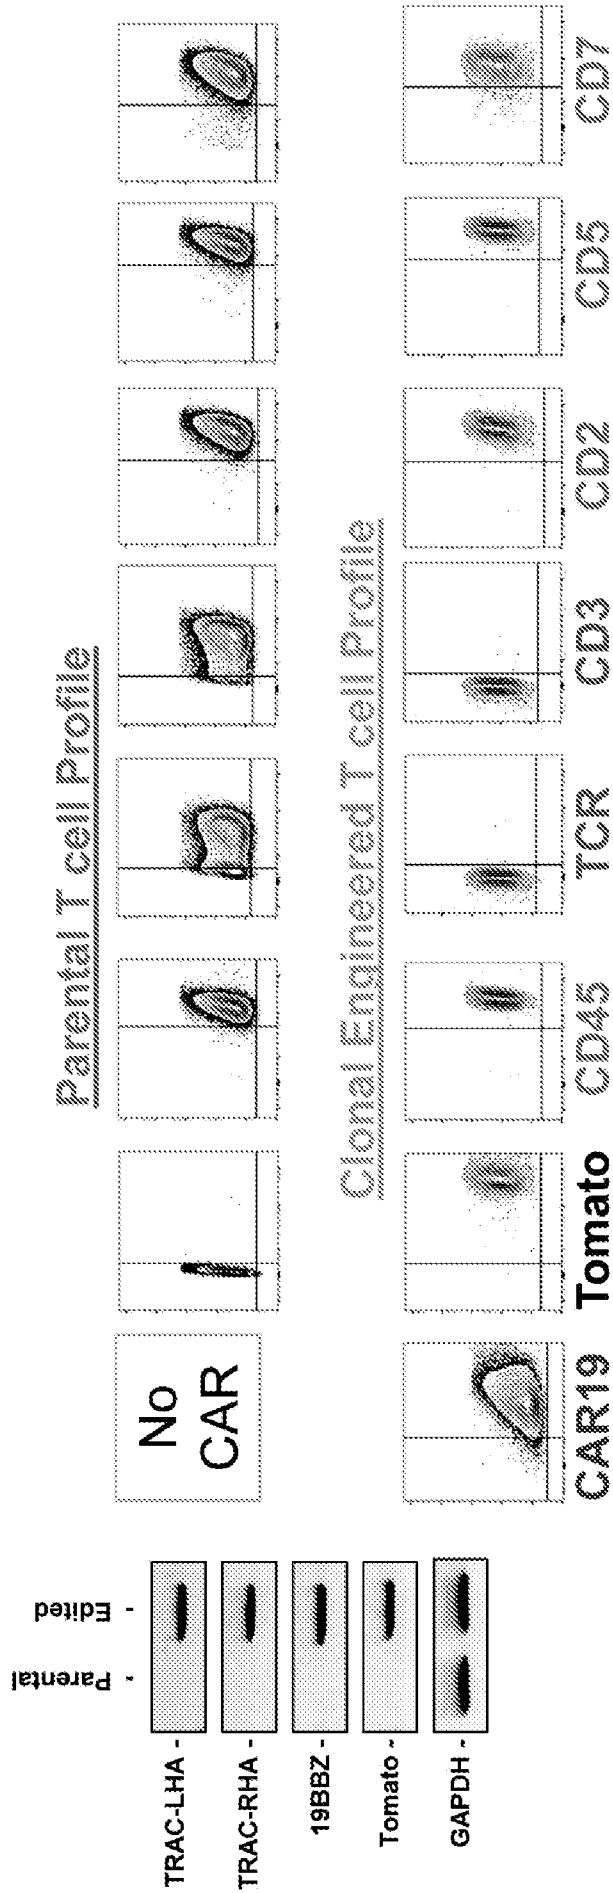 Parental Edited
TRAC-LHA -
TRAC-RHA -
19BBZ -
Tomato ~
GAPDH ~
Parental T cell Profile
No
CAR
Clonal Engineered T cell Profile
CAR19 Tomato CD45 TCR CD3 CD2 CD5 CD7